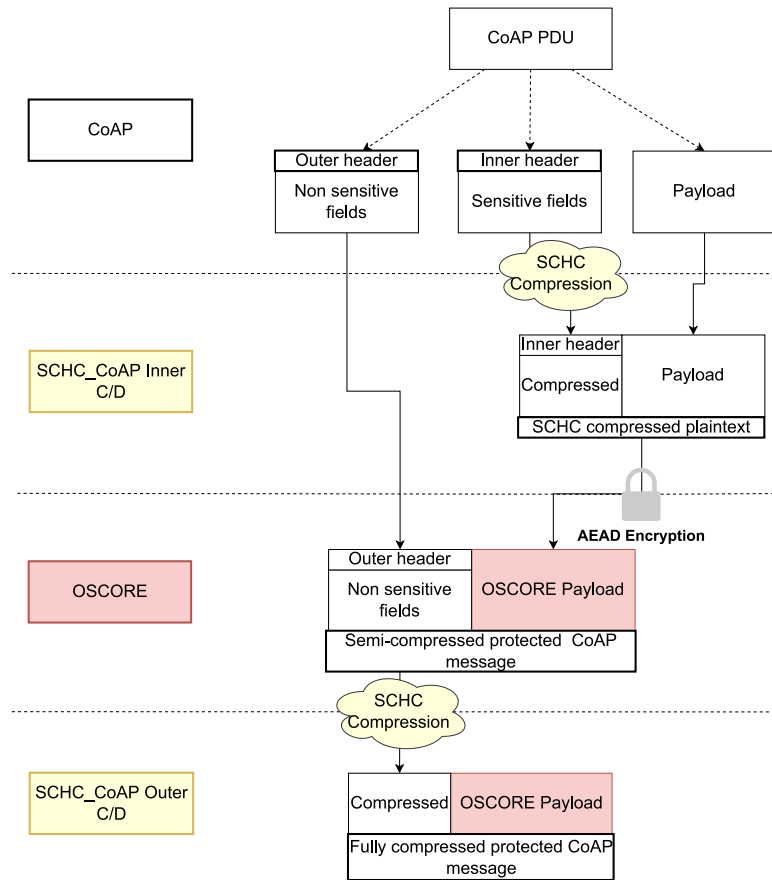 CoAP PDU
CoAP
Outer header
Non sensitive
fields
Inner header
Sensitive fields
Payload
SCHC
Compression
SCHC_CoAP Inner
C/D
Inner header
Compressed
Payload
SCHC compressed plaintext
AEAD Encryption
OSCORE
Outer header
Non sensitive
fields
OSCORE Payload
Semi-compressed protected CoAP
message
SCHC
Compression
SCHC_CoAP Outer
C/D
Compressed
OSCORE Payload
Fully compressed protected CoAP
message